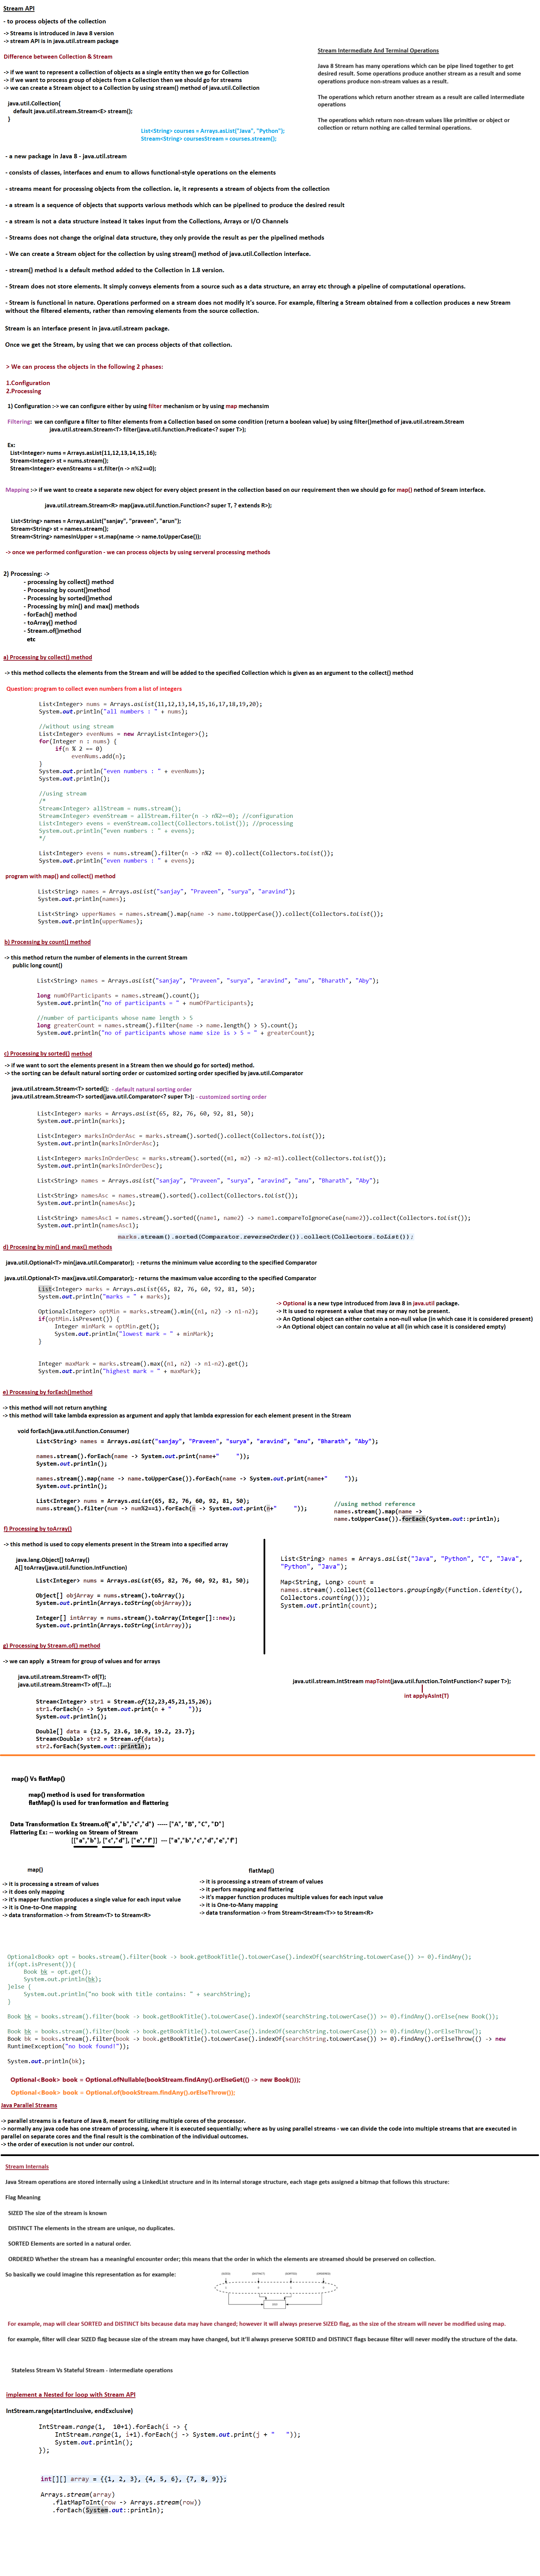 Stream API
- to process objects of the collection
-> Streams is introduced in Java 8 version
-> stream API is in java.util.stream package
Difference between Collection & Stream
-> if we want to represent a collection of objects as a single entity then we go for Collection
-> if we want to process group of objects from a Collection then we should go for streams
-> we can create a Stream object to a Collection by using stream() method of java.util.Collection
java.util.Collection{
default java.util.stream.Stream<E> stream();
}
List<String> courses = Arrays.asList("Java", "Python");
Stream<String> coursesStream = courses.stream();
Stream Intermediate And Terminal Operations
Java 8 Stream has many operations which can be pipe lined together to get
desired result. Some operations produce another stream as a result and some
operations produce non-stream values as a result.
The operations which return another stream as a result are called intermediate
operations
The operations which return non-stream values like primitive or object or
collection or return nothing are called terminal operations.
- a new package in Java 8 - java.util.stream
- consists of classes, interfaces and enum to allows functional-style operations on the elements
- streams meant for processing objects from the collection. ie, it represents a stream of objects from the collection
- a stream is a sequence of objects that supports various methods which can be pipelined to produce the desired result
- a stream is not a data structure instead it takes input from the Collections, Arrays or I/O Channels
- Streams does not change the original data structure, they only provide the result as per the pipelined methods
- We can create a Stream object for the collection by using stream() method of java.util.Collection interface.
- stream() method is a default method added to the Collection in 1.8 version.
- Stream does not store elements. It simply conveys elements from a source such as a data structure, an array etc through a pipeline of computational operations.
- Stream is functional in nature. Operations performed on a stream does not modify it's source. For example, filtering a Stream obtained from a collection produces a new Stream
without the filtered elements, rather than removing elements from the source collection.
Stream is an interface present in java.util.stream package.
Once we get the Stream, by using that we can process objects of that collection.
> We can process the objects in the following 2 phases:
1.Configuration
2.Processing
1) Configuration :-> we can configure either by using filter mechanism or by using map mechansim
Filtering: we can configure a filter to filter elements from a Collection based on some condition (return a boolean value) by using filter()method of java.util.stream.Stream
java.util.stream.Stream<T> filter(java.util.function.Predicate<? super T>);
Ex:
List<Integer> nums = Arrays.asList(11,12,13,14,15,16);
Stream<Integer> st = nums.stream();
Stream<Integer> evenStreams = st.filter(n -> n%2==0);
Mapping :-> if we want to create a separate new object for every object present in the collection based on our requirement then we should go for map() nethod of Sream interface.
java.util.stream.Stream<R> map(java.util.function.Function<? super T, ? extends R>);
List<String> names = Arrays.asList("sanjay", "praveen", "arun");
Stream<String> st = names.stream();
Stream<String> namesInUpper = st.map(name -> name.toUpperCase());
-> once we performed configuration - we can process objects by using serveral processing methods
2) Processing: ->
- processing by collect() method
- Processing by count()method
- Processing by sorted()method
- Processing by min() and max() methods
- forEach() method
- toArray() method
- Stream.of()method
etc
a) Processing by collect() method
-> this method collects the elements from the Stream and will be added to the specified Collection which is given as an argument to the collect() method
Question: program to collect even numbers from a list of integers
List<Integer> nums = Arrays.asList(11,12,13,14,15,16,17,18,19,20);
System.out.println("all numbers : " + nums);
//without using stream
List<Integer> evenNums = new ArrayList<Integer>();
for(Integer n : nums) {
if(n % 2 == 0)
evenNums.add(n);
}
System.out.println("even numbers : " + evenNums);
System.out.println();
//using stream
/*
Stream<Integer> allStream = nums.stream();
Stream<Integer> evenStream = allStream.filter(n -> n%2==0); //configuration
List<Integer> evens = evenStream.collect(Collectors.toList()); //processing
System.out.println("even numbers : " + evens);
*/
List<Integer> evens = nums.stream().filter(n -> n%2 == 0).collect(Collectors.toList());
System.out.println("even numbers : " + evens);
program with map() and collect() method
List<String> names = Arrays.asList("sanjay", "Praveen", "surya", "aravind");
System.out.println(names);
List<String> upperNames = names.stream().map(name -> name.toUpperCase()).collect(Collectors.toList());
System.out.println(upperNames);
b) Processing by count() method
-> this method return the number of elements in the current Stream
public long count()
List<String> names = Arrays.asList("sanjay", "Praveen", "surya", "aravind", "anu", "Bharath", "Aby");
long numOfParticipants = names.stream().count();
System.out.println("no of participants = " + numOfParticipants);
//number of participants whose name length > 5
long greaterCount = names.stream().filter(name -> name.length() > 5).count();
System.out.println("no of participants whose name size is > 5 = " + greaterCount);
c) Processing by sorted() method
-> if we want to sort the elements present in a Stream then we should go for sorted) method.
-> the sorting can be default natural sorting order or customized sorting order specified by java.util.Comparator
java.util.stream.Stream<T> sorted(); - default natural sorting order
java.util.stream.Stream<T> sorted(java.util.Comparator<? super T>); - customized sorting order
List<Integer> marks = Arrays.asList(65, 82, 76, 60, 92, 81, 50);
System.out.println(marks);
List<Integer> marksInOrderAsc = marks.stream().sorted().collect(Collectors.toList());
System.out.println(marksInOrderAsc);
List<Integer> marksInOrderDesc = marks.stream().sorted((m1, m2) -> m2-m1).collect(Collectors.toList());
System.out.println(marksInOrderDesc);
List<String> names = Arrays.asList("sanjay", "Praveen", "surya", "aravind", "anu", "Bharath", "Aby");
List<String> namesAsc = names.stream().sorted().collect(Collectors.toList());
System.out.println(namesAsc);
List<String> namesAsc1 = names.stream().sorted((name1, name2) -> name1.compareToIgnoreCase(name2)).collect(Collectors.toList());
System.out.println(namesAsc1);
marks.stream().sorted(Comparator.reverseOrder()).collect(Collectors.toList());
d) Procesing by min() and max() methods
java.util.Optional<T> min(java.util.Comparator); - returns the minimum value according to the specified Comparator
java.util.Optional<T> max(java.util.Comparator); - returns the maximum value according to the specified Comparator
List<Integer> marks = Arrays.asList(65, 82, 76, 60, 92, 81, 50);
System.out.println("marks = " + marks);
Optional<Integer> optMin = marks.stream().min((n1, n2) -> n1-n2);
if(optMin.isPresent()) {
Integer minMark = optMin.get();
System.out.println("lowest mark = " + minMark);
}
Integer maxMark = marks.stream().max((n1, n2) -> n1-n2).get();
System.out.println("highest mark = " + maxMark);
-> Optional is a new type introduced from Java 8 in java.util package.
-> It is used to represent a value that may or may not be present.
-> An Optional object can either contain a non-null value (in which case it is considered present)
-> An Optional object can contain no value at all (in which case it is considered empty)
e) Processing by forEach()method
-> this method will not return anything
-> this method will take lambda expression as argument and apply that lambda expression for each element present in the Stream
void forEach(java.util.function.Consumer)
List<String> names = Arrays.asList("sanjay", "Praveen", "surya", "aravind", "anu", "Bharath", "Aby");
names.stream().forEach(name -> System.out.print(name+" "));
System.out.println();
names.stream().map(name -> name.toUpperCase()).forEach(name -> System.out.print(name+" "));
System.out.println();
List<Integer> nums = Arrays.asList(65, 82, 76, 60, 92, 81, 50);
nums.stream().filter(num -> num%2==1).forEach(n -> System.out.print(n+" "));
//using method reference
names.stream().map(name ->
name.toUpperCase()).forEach(System.out::println);
f) Processing by toArray()
-> this method is used to copy elements present in the Stream into a specified array
java.lang.Object[] toArray()
A[] toArray(java.util.function.IntFunction)
List<Integer> nums = Arrays.asList(65, 82, 76, 60, 92, 81, 50);
Object[] objArray = nums.stream().toArray();
System.out.println(Arrays.toString(objArray));
Integer[] intArray = nums.stream().toArray(Integer[]::new);
System.out.println(Arrays.toString(intArray));
List<String> names = Arrays.asList("Java", "Python", "C", "Java",
"Python", "Java");
Map<String, Long> count =
names.stream().collect(Collectors.groupingBy(Function.identity(),
Collectors.counting()));
System.out.println(count);
g) Processing by Stream.of() method
-> we can apply a Stream for group of values and for arrays
java.util.stream.Stream<T> of(T);
java.util.stream.Stream<T> of(T...);
java.util.stream.IntStream mapToInt(java.util.function.ToIntFunction<? super T>);
int applyAsInt(T)
Stream<Integer> str1 = Stream.of(12,23,45,21,15,26);
str1.forEach(n -> System.out.print(n + " "));
System.out.println();
Double[] data = {12.5, 23.6, 10.9, 19.2, 23.7};
Stream<Double> str2 = Stream.of(data);
str2.forEach(System.out::println);
map() Vs flatMap()
map() method is used for transformation
flatMap() is used for tranformation and flattering
Data Transformation Ex Stream.of("a","b","c","d") ----- ["A", "B", "C", "D"]
Flattering Ex: -- working on Stream of Stream
[["a","b"], ["c","d"], ["e","f"]] --- ["a","b","c","d","e","f"]
map()
-> it is processing a stream of values
-> it does only mapping
-> it's mapper function produces a single value for each input value
-> it is One-to-One mapping
-> data transformation -> from Stream<T> to Stream<R>
flatMap()
-> it is processing a stream of stream of values
-> it perfors mapping and flattering
-> it's mapper function produces multiple values for each input value
-> it is One-to-Many mapping
-> data transformation -> from Stream<Stream<T>> to Stream<R>
Optional<Book> opt = books.stream().filter(book -> book.getBookTitle().toLowerCase().indexOf(searchString.toLowerCase()) >= 0).findAny();
if(opt.isPresent()){
Book bk = opt.get();
System.out.println(bk);
}else {
System.out.println("no book with title contains: " + searchString);
}
Book bk = books.stream().filter(book -> book.getBookTitle().toLowerCase().indexOf(searchString.toLowerCase()) >= 0).findAny().orElse(new Book());
Book bk = books.stream().filter(book -> book.getBookTitle().toLowerCase().indexOf(searchString.toLowerCase()) >= 0).findAny().orElseThrow();
Book bk = books.stream().filter(book -> book.getBookTitle().toLowerCase().indexOf(searchString.toLowerCase()) >= 0).findAny().orElseThrow(() -> new
RuntimeException("no book found!"));
System.out.println(bk);
Optional<Book> book = Optional.ofNullable(bookStream.findAny().orElseGet(() -> new Book()));
Optional<Book> book = Optional.of(bookStream.findAny().orElseThrow());
Java Parallel Streams
-> parallel streams is a feature of Java 8, meant for utilizing multiple cores of the processor.
-> normally any java code has one stream of procesing, where it is executed sequentially; where as by using parallel streams - we can divide the code into multiple streams that are executed in
parallel on separate cores and the final result is the combination of the individual outcomes.
-> the order of execution is not under our control.
Stream Internals
Java Stream operations are stored internally using a LinkedList structure and in its internal storage structure, each stage gets assigned a bitmap that follows this structure:
Flag Meaning
SIZED The size of the stream is known
DISTINCT The elements in the stream are unique, no duplicates.
SORTED Elements are sorted in a natural order.
ORDERED Whether the stream has a meaningful encounter order; this means that the order in which the elements are streamed should be preserved on collection.
So basically we could imagine this representation as for example:
For example, map will clear SORTED and DISTINCT bits because data may have changed; however it will always preserve SIZED flag, as the size of the stream will never be modified using map.
for example, filter will clear SIZED flag because size of the stream may have changed, but it'll always preserve SORTED and DISTINCT flags because filter will never modify the structure of the data.
Stateless Stream Vs Stateful Stream - Intermediate operations
implement a Nested for loop with Stream API
IntStream.range(startInclusive, endExclusive)
IntStream.range(1, 10+1).forEach(i -> {
IntStream.range(1, i+1).forEach(j -> System.out.print(j + " "));
System.out.println();
});
int[][] array = {{1, 2, 3}, {4, 5, 6}, {7, 8, 9}};
Arrays.stream(array)
.flatMapToInt(row -> Arrays.stream(row))
.forEach(System.out::println);